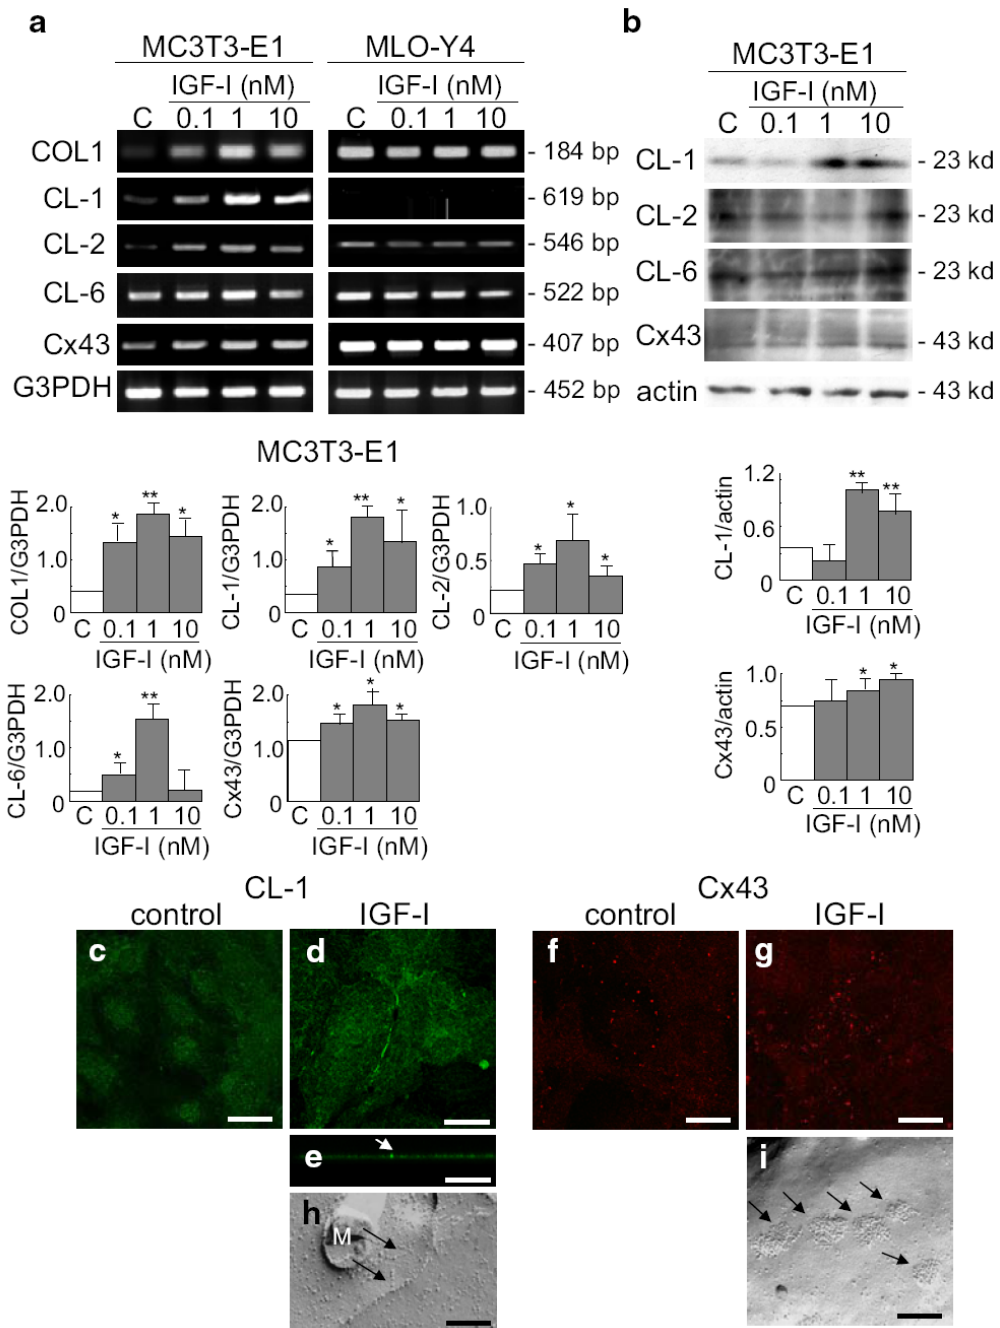 a
MC3T3-E1 MLO-Y4
IGF-I (nM) IGF-I (nM)
C 0.1 1 10 C 0.1 1 10
COL1 - 184 bp
CL-1 - 619 bp
CL-2 - 546 bp
CL-6 - 522 bp
Cx43 - 407 bp
G3PDH - 452 bp
b
MC3T3-E1
IGF-I (nM)
C 0.1 1 10
CL-1 - 23 kd
CL-2 - 23 kd
CL-6 - 23 kd
Cx43 - 43 kd
actin - 43 kd
MC3T3-E1
COL1/G3PDH
2.0
1.0
0
* ** *
C 0.1 1 10
IGF-I (nM)
CL-1/G3PDH
2.0
1.0
0
* ** *
C 0.1 1 10
IGF-I (nM)
CL-2/G3PDH
1.0
0.5
0
* * *
C 0.1 1 10
IGF-I (nM)
CL-6/G3PDH
2.0
1.0
0
* **
C 0.1 1 10
IGF-I (nM)
Cx43/G3PDH
2.0
1.0
0
* * *
C 0.1 1 10
IGF-I (nM)
CL-1/actin
1.2
0.6
0
** **
C 0.1 1 10
IGF-I (nM)
Cx43/actin
1.0
0.5
0
* *
C 0.1 1 10
IGF-I (nM)
CL-1 Cx43
control IGF-I control IGF-I
c d f g
e i
h
M